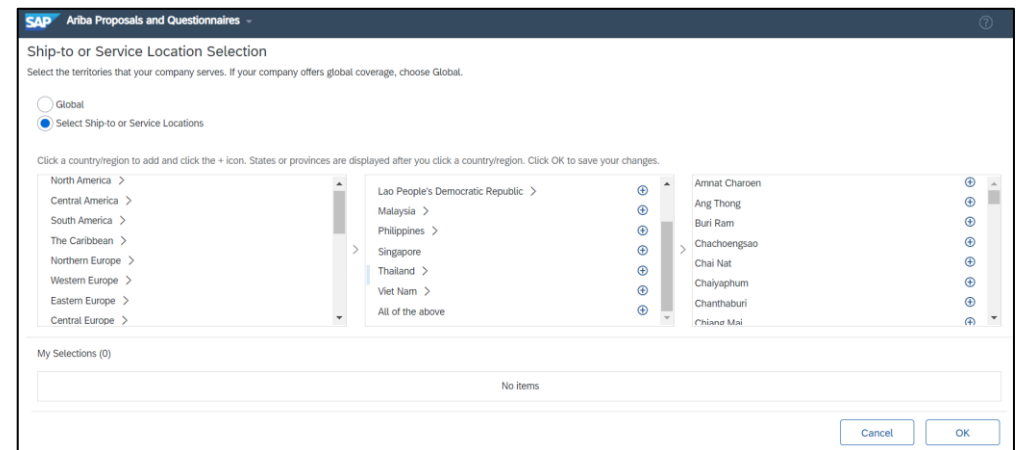 SAP Ariba Proposals and Questionnaires
Ship-to or Service Location Selection
Select the territories that your company serves. If your company offers global coverage, choose Global.
Global
Select Ship-to or Service Locations
Click a country/region to add and click the + icon. States or provinces are displayed after you click a country/region. Click OK to save your changes.
North America >
Central America >
South America >
The Caribbean >
Northern Europe >
Western Europe >
Eastern Europe >
Central Europe >
Lao People's Democratic Republic >
Malaysia >
Philippines >
Singapore
Thailand >
Viet Nam >
All of the above
Amnat Charoen
Ang Thong
Buri Ram
Chachoengsao
Chai Nat
Chaiyaphum
Chanthaburi
Chiang Mai
My Selections (0)
No items
Cancel
OK